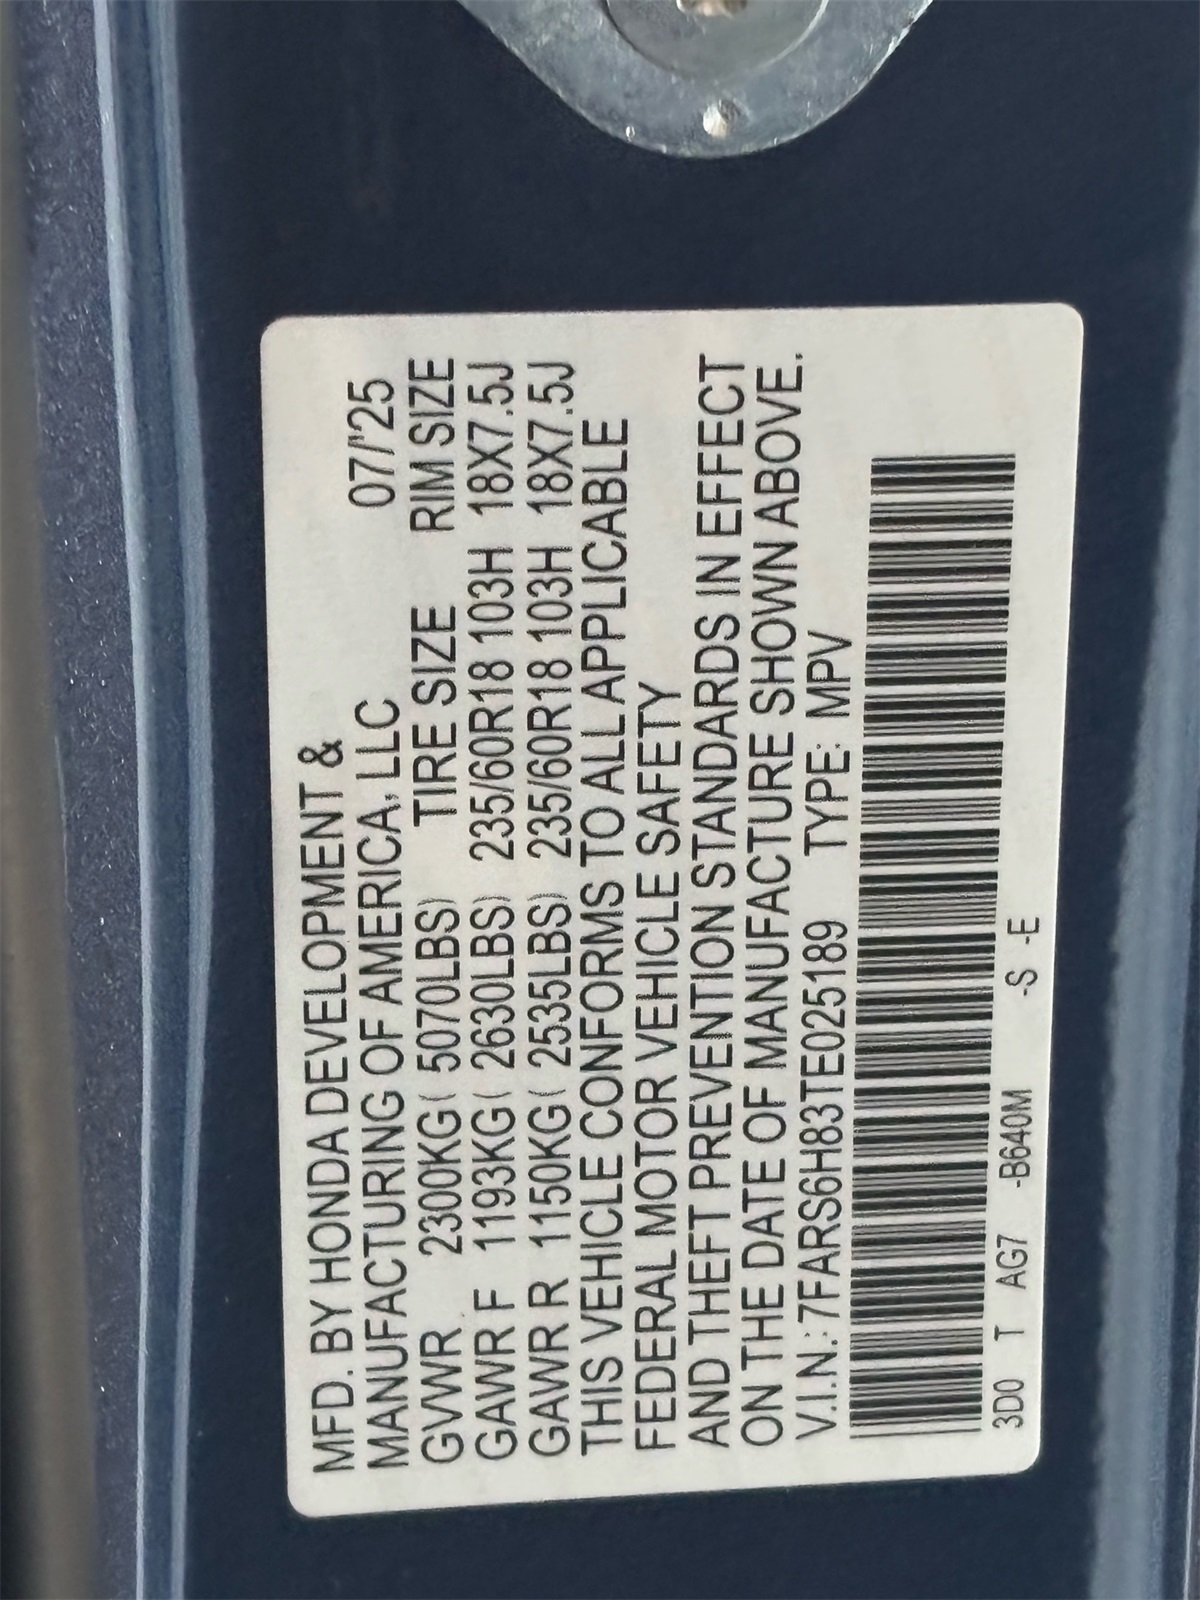 MFD. BY HONDA DEVELOPMENT &
MANUFACTURING OF AMERICA, LLC 07/'25
GVWR 2300KG( 5070LBS) TIRE SIZE RIM SIZE
GAWR F 1193KG( 2630LBS) 235/60R18 103H 18X7.5J
GAWR R 1150KG( 2535LBS) 235/60R18 103H 18X7.5J
THIS VEHICLE CONFORMS TO ALL APPLICABLE
FEDERAL MOTOR VEHICLE SAFETY
AND THEFT PREVENTION STANDARDS IN EFFECT
ON THE DATE OF MANUFACTURE SHOWN ABOVE.
V.I.N.: 7FARS6H83TE025189 TYPE: MPV
3D0 T AG7 -B640M -S -E